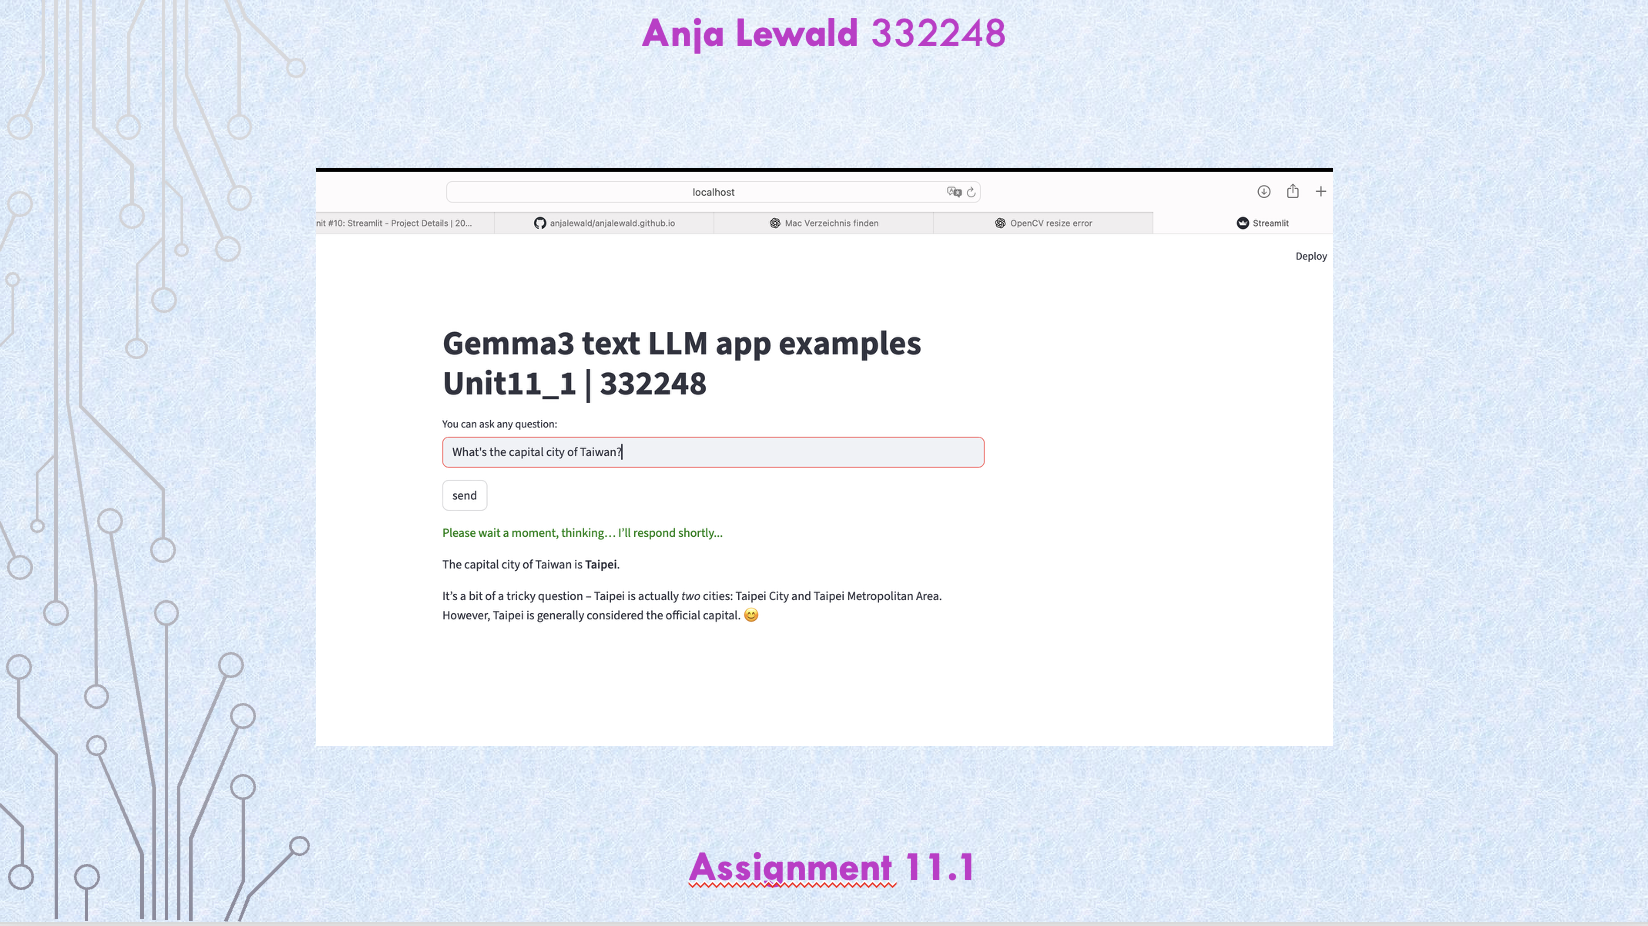 Anja Lewald 332248
localhost
nit #10: Streamlit - Project Details | 20...
anjalewald/anjalewald.github.io
Mac Verzeichnis finden
OpenCV resize error
Streamlit
Deploy
Gemma3 text LLM app examples
Unit11_1 | 332248
You can ask any question:
What's the capital city of Taiwan?
send
Please wait a moment, thinking… I’ll respond shortly...
The capital city of Taiwan is Taipei.
It’s a bit of a tricky question – Taipei is actually two cities: Taipei City and Taipei Metropolitan Area.
However, Taipei is generally considered the official capital. 😊
Assignment 11.1